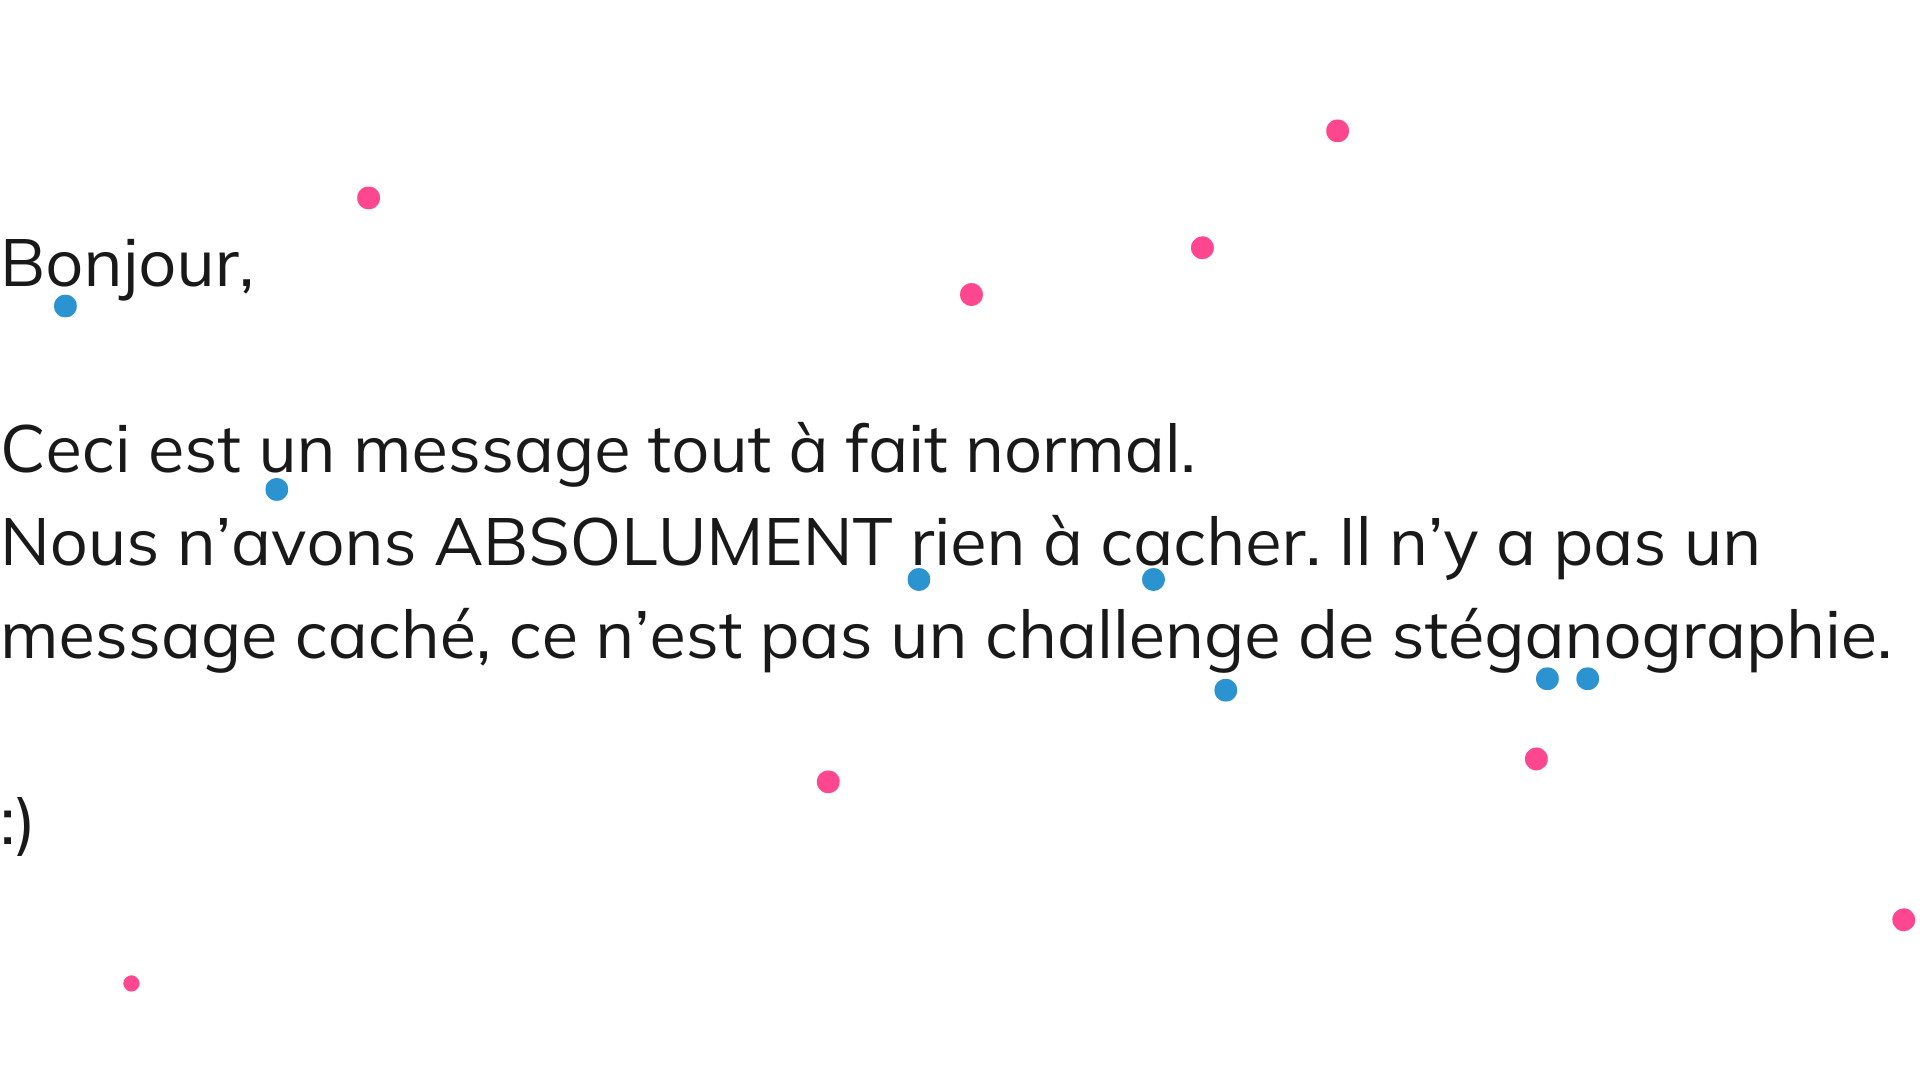 Bonjour,
Ceci est un message tout à fait normal.
Nous n’avons ABSOLUMENT rien à cacher. Il n’y a pas un
message caché, ce n’est pas un challenge de stéganographie.
:)